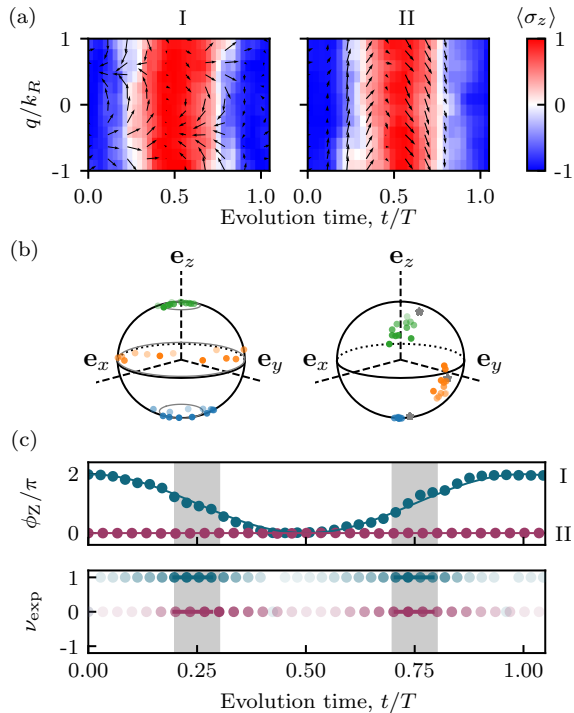 (a)
I
II
⟨σz⟩
q/kR
1
0
-1
1
0
-1
0.0
0.5
1.0
0.0
0.5
1.0
Evolution time, t/T
(b)
ez
ex
ey
ez
ex
ey
(c)
ϕZ/π
2
0
I
II
νexp
1
0
-1
0.00
0.25
0.50
0.75
1.00
Evolution time, t/T